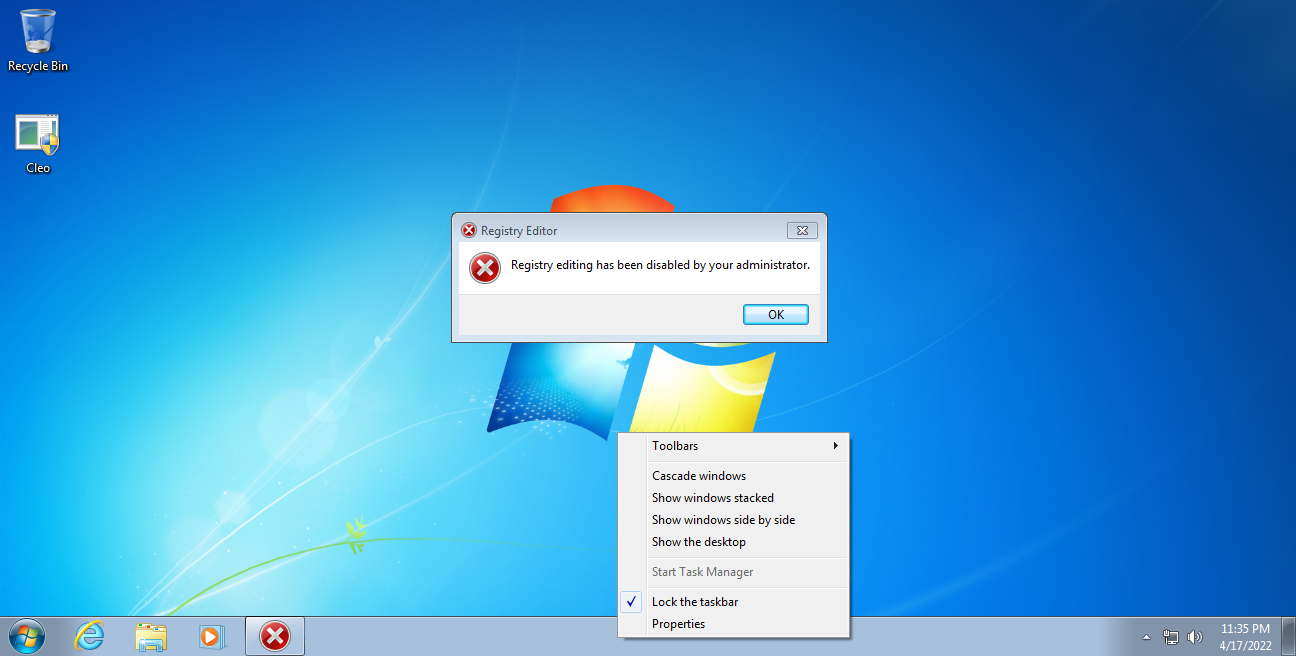 Recycle Bin
Cleo
Registry Editor
Registry editing has been disabled by your administrator.
OK
Toolbars
Cascade windows
Show windows stacked
Show windows side by side
Show the desktop
Start Task Manager
Lock the taskbar
Properties
11:35 PM
4/17/2022